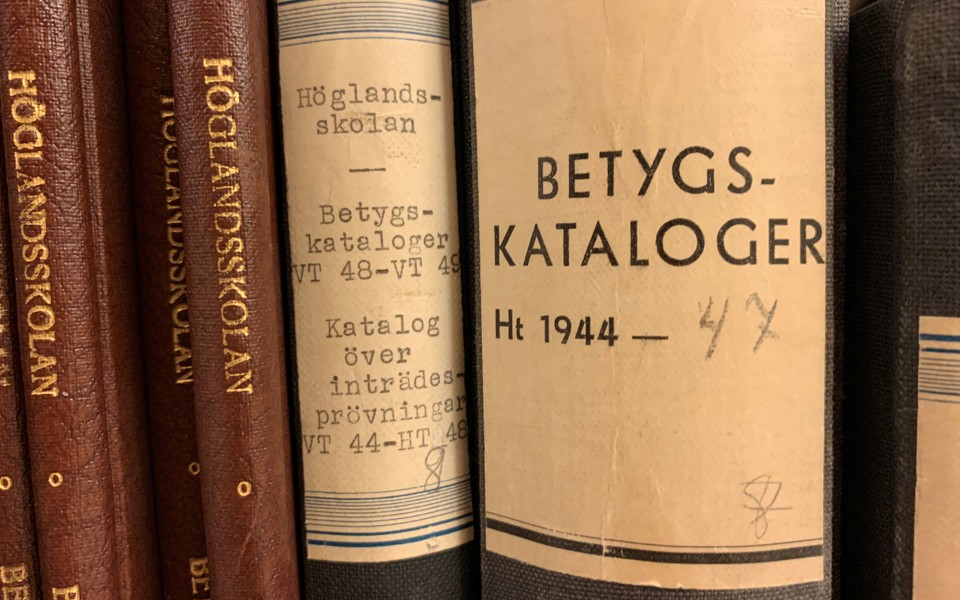 HÖGLANDSSKOLAN
HÖGLANDSSKOLAN
HÖGLANDSSKOLAN
Höglands-
skolan
—
Betygs-
kataloger
VT 48-VT 49
Katalog
över
inträdes-
prövningar
VT 44-HT 48
8
BETYGS-
KATALOGER
Ht 1944 — 47
8